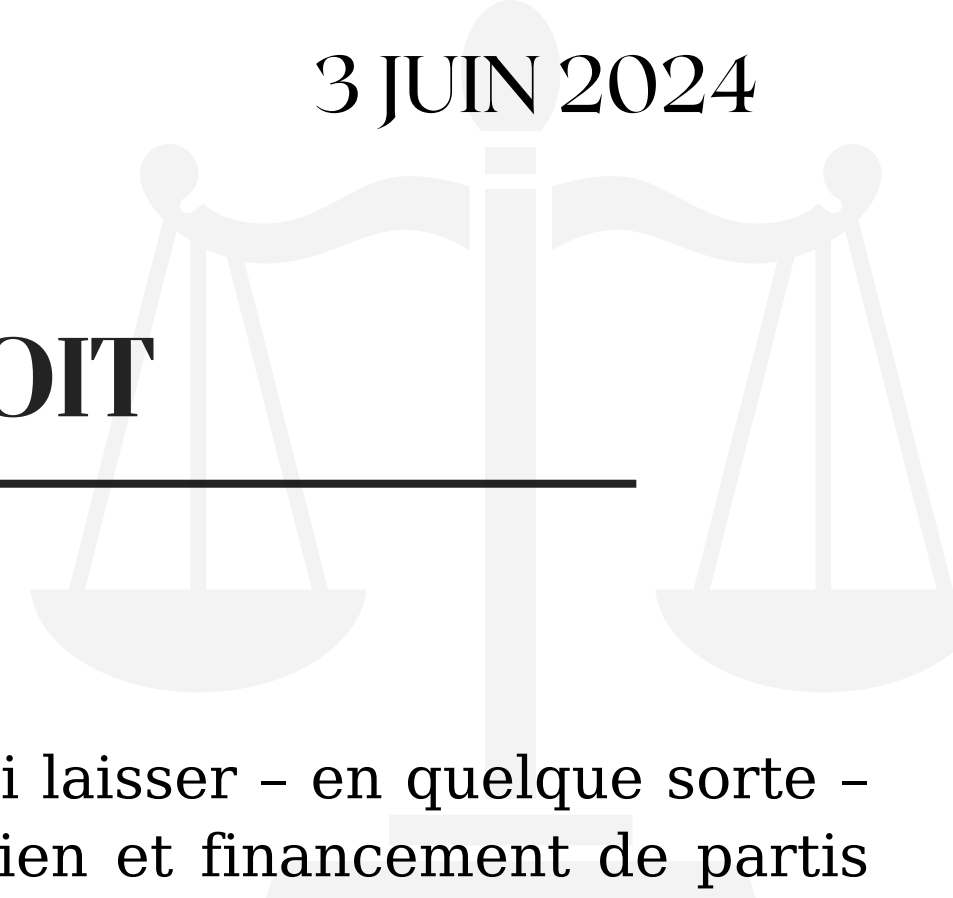 3 JUIN 2024
OIT
i laisser – en quelque sorte –
ien et financement de partis